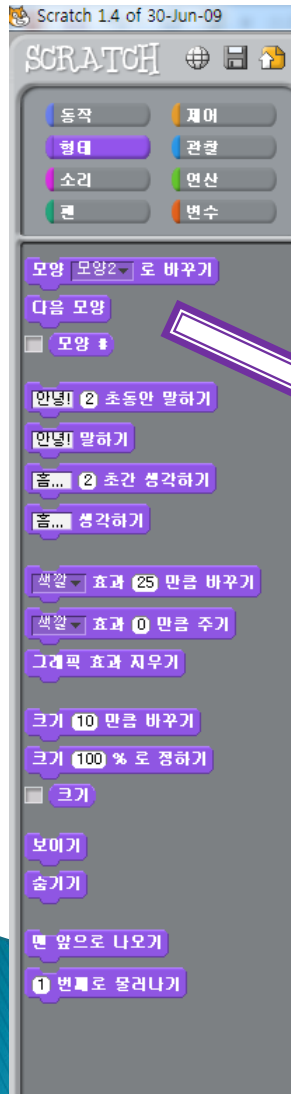 Scratch 1.4 of 30-Jun-09
SCRATCH
동작 제어
형태 관찰
소리 연산
펜 변수
모양 모양2 로 바꾸기
다음 모양
모양 #
안녕! 2 초동안 말하기
안녕! 말하기
흠... 2 초간 생각하기
흠... 생각하기
색깔 효과 25 만큼 바꾸기
색깔 효과 0 만큼 주기
그래픽 효과 지우기
크기 10 만큼 바꾸기
크기 100 % 로 정하기
크기
보이기
숨기기
맨 앞으로 나오기
1 번째로 물러나기